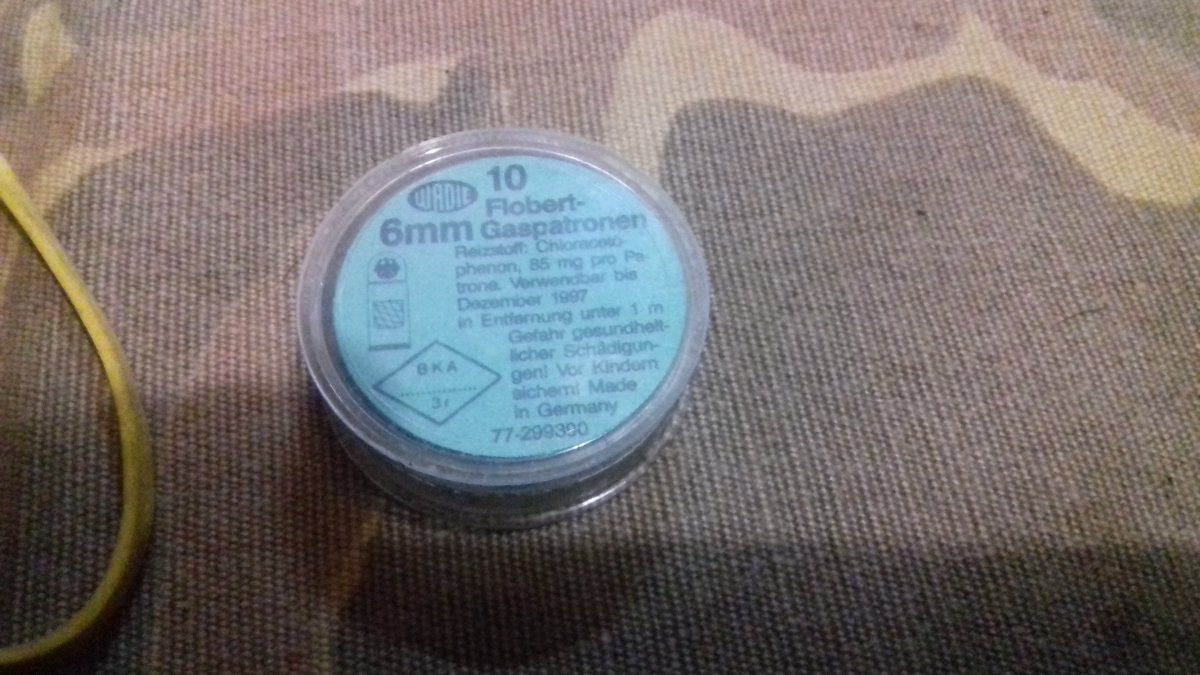 WADIE
10
Flobert-
6mm Gaspatronen
Reizstoff: Chloraceto-
phenon, 85 mg pro Pa-
trone. Verwendbar bis
Dezember 1997
in Entfernung unter 1 m
Gefahr gesundheit-
licher Schädigun-
gen! Vor Kindern
sichern! Made
in Germany
77-299390
BKA